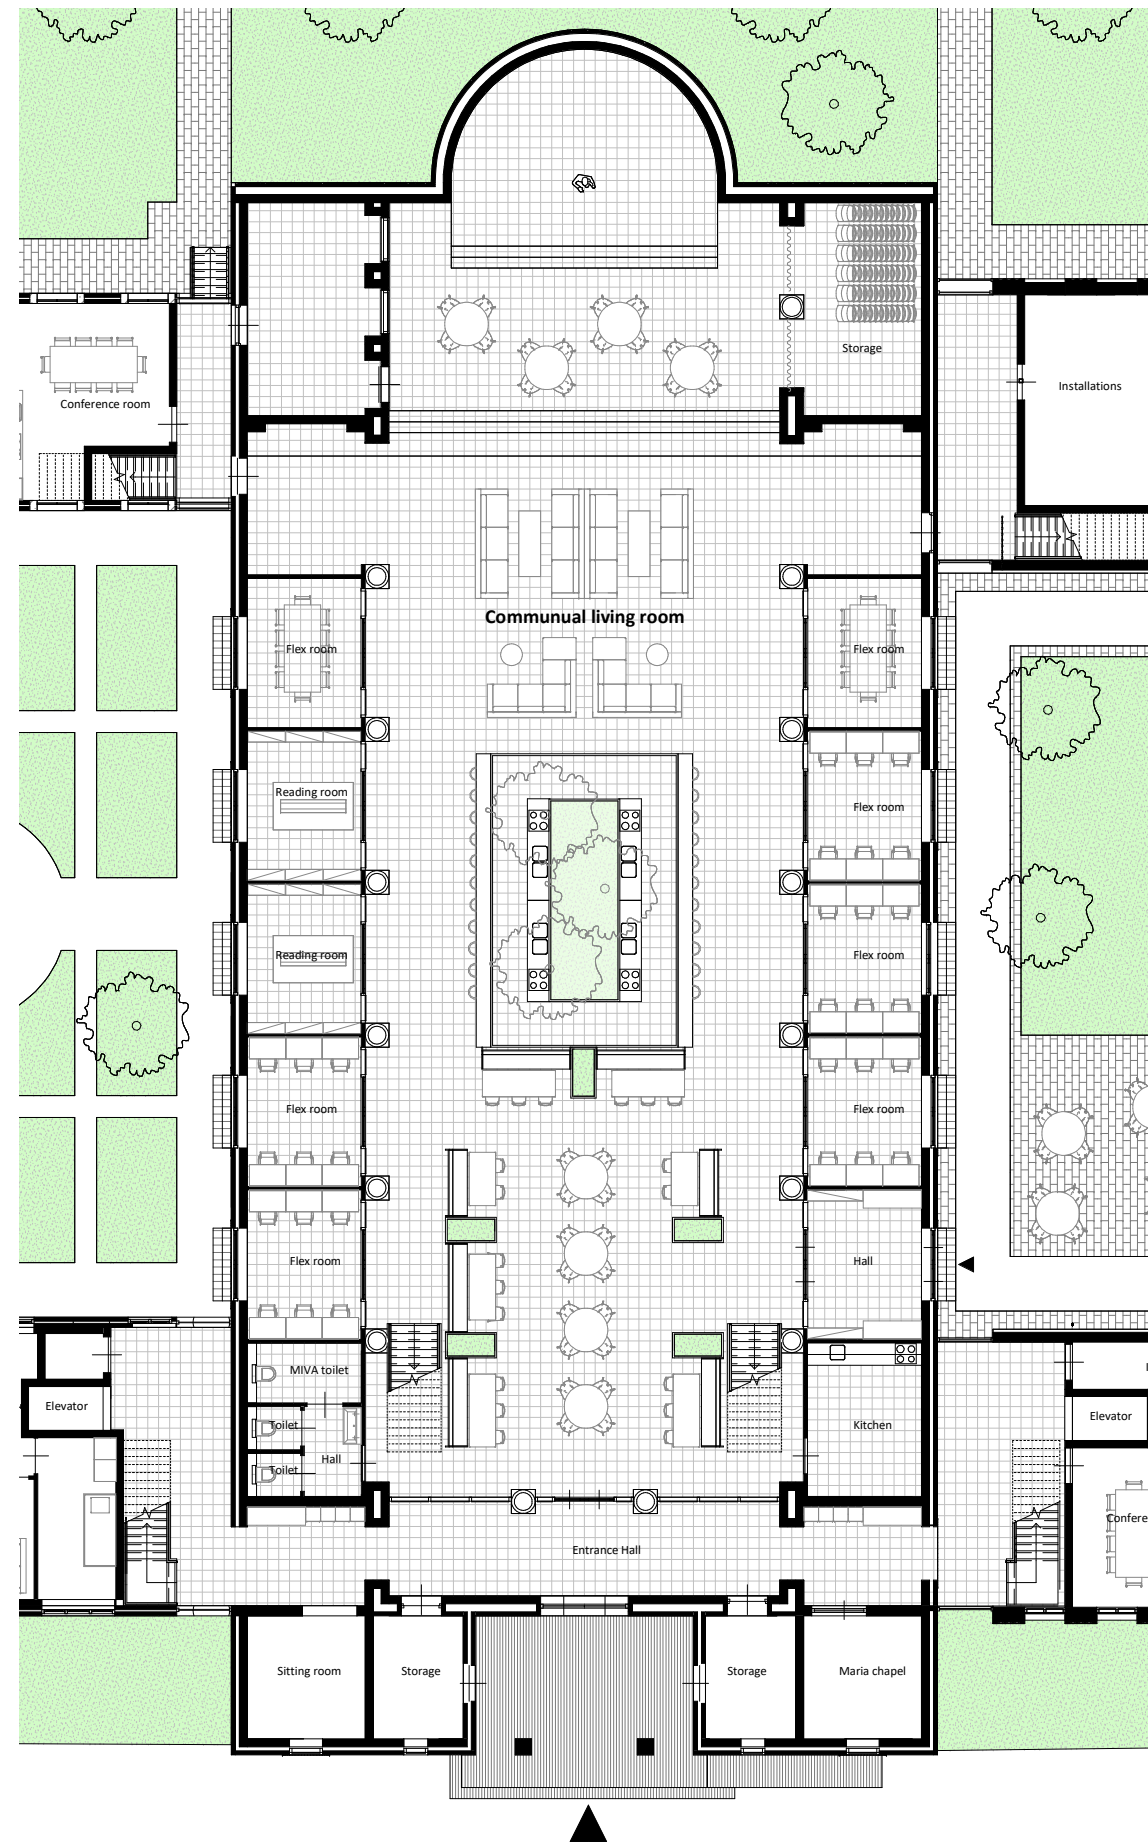 Storage
Installations
Conference room
Communual living room
Flex room
Flex room
Reading room
Flex room
Reading room
Flex room
Flex room
Flex room
Flex room
Hall
MIVA toilet
Elevator
Toilet
Elevator
Kitchen
Hall
Toilet
Confere
Entrance Hall
Sitting room
Storage
Storage
Maria chapel